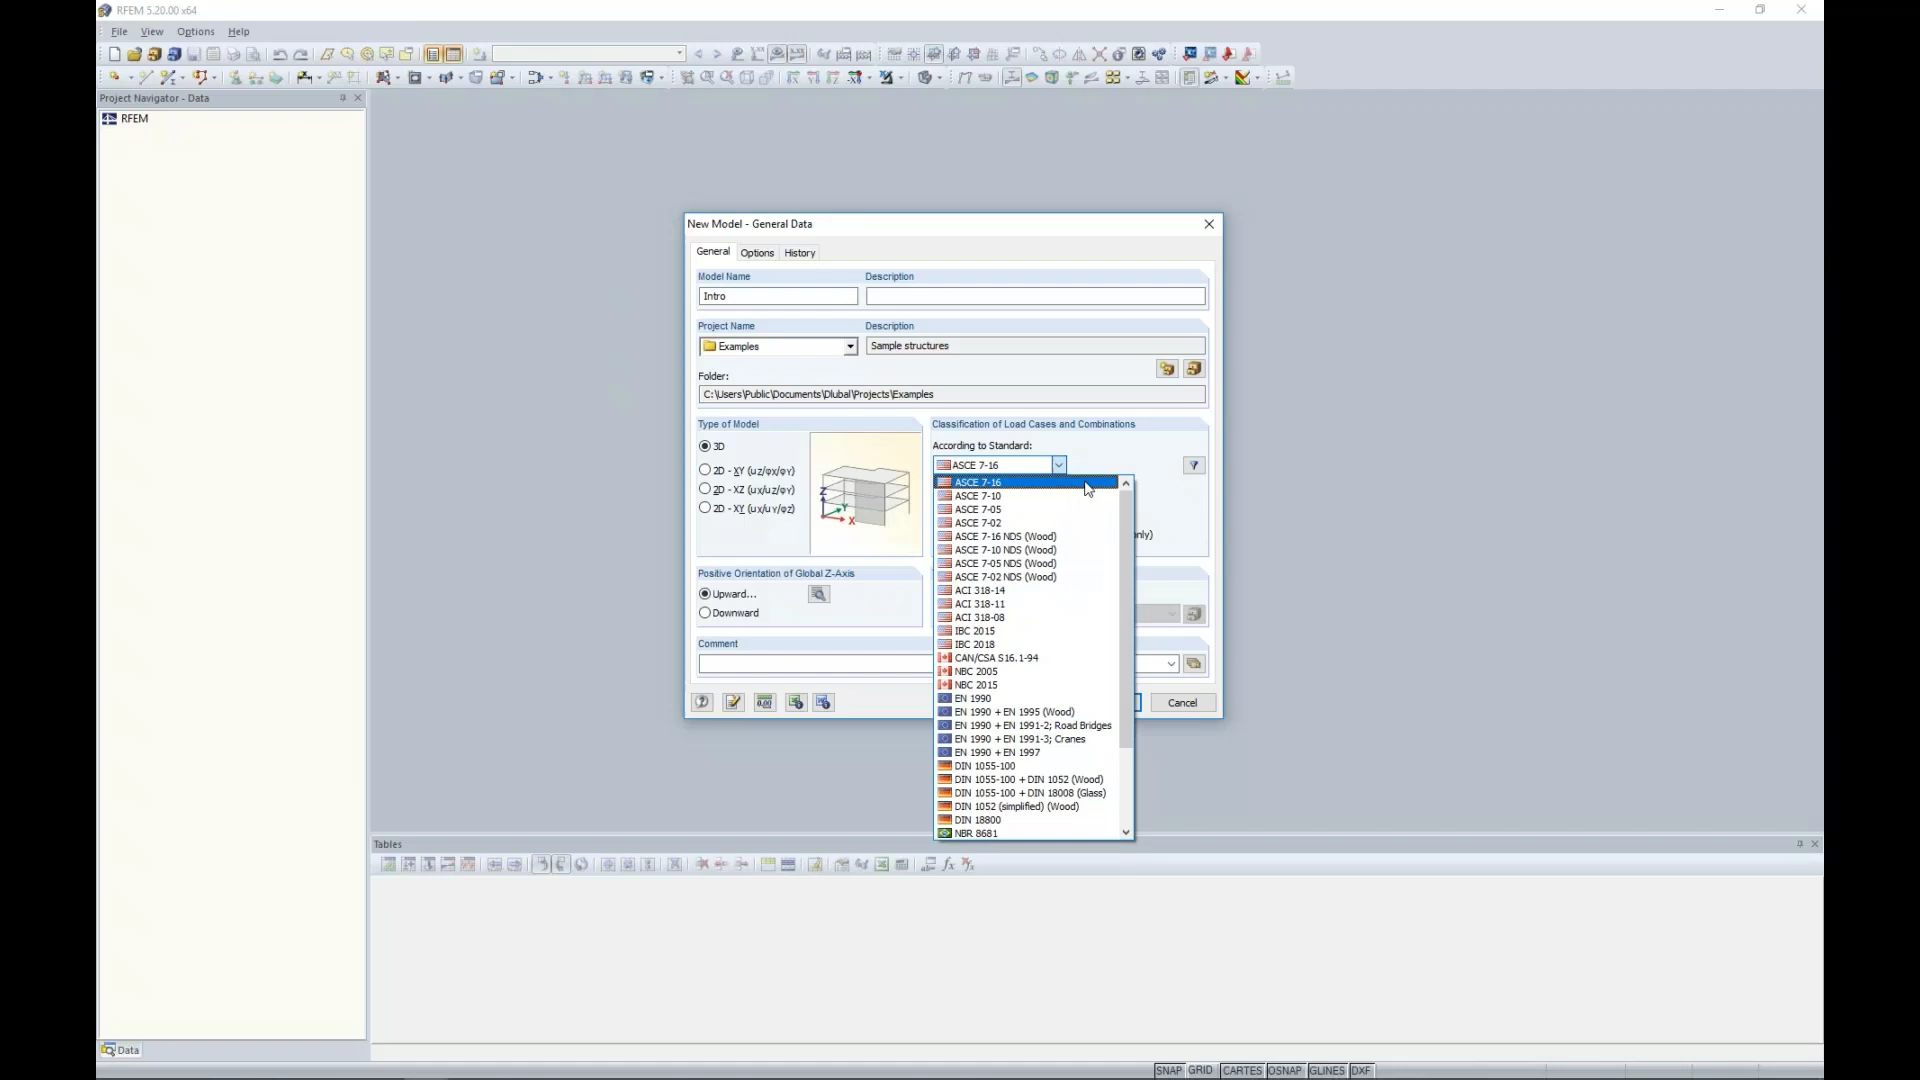 RFEM 5.20.00 x64
File View Options Help
Project Navigator - Data
RFEM
New Model - General Data
General Options History
Model Name Description
Intro
Project Name Description
Examples Sample structures
Folder:
C:\Users\Public\Documents\Dlubal\Projects\Examples
Type of Model Classification of Load Cases and Combinations
3D
According to Standard:
ASCE 7-16
2D - XY (uz/φx/φY)
2D - XZ (ux/uz/φY)
2D - XY (ux/uY/φz)
Z Y X
ASCE 7-16
ASCE 7-10
ASCE 7-05
ASCE 7-02
ASCE 7-16 NDS (Wood)
only)
ASCE 7-10 NDS (Wood)
ASCE 7-05 NDS (Wood)
ASCE 7-02 NDS (Wood)
ACI 318-14
ACI 318-11
ACI 318-08
IBC 2015
IBC 2018
CAN/CSA S16.1-94
NBC 2005
NBC 2015
EN 1990
EN 1990 + EN 1995 (Wood)
EN 1990 + EN 1991-2; Road Bridges
EN 1990 + EN 1991-3; Cranes
EN 1990 + EN 1997
DIN 1055-100
DIN 1055-100 + DIN 1052 (Wood)
DIN 1055-100 + DIN 18008 (Glass)
DIN 1052 (simplified) (Wood)
DIN 18800
NBR 8681
Positive Orientation of Global Z-Axis
Upward...
Downward
Comment
Cancel
Tables
Data
SNAP GRID CARTES OSNAP GLINES DXF